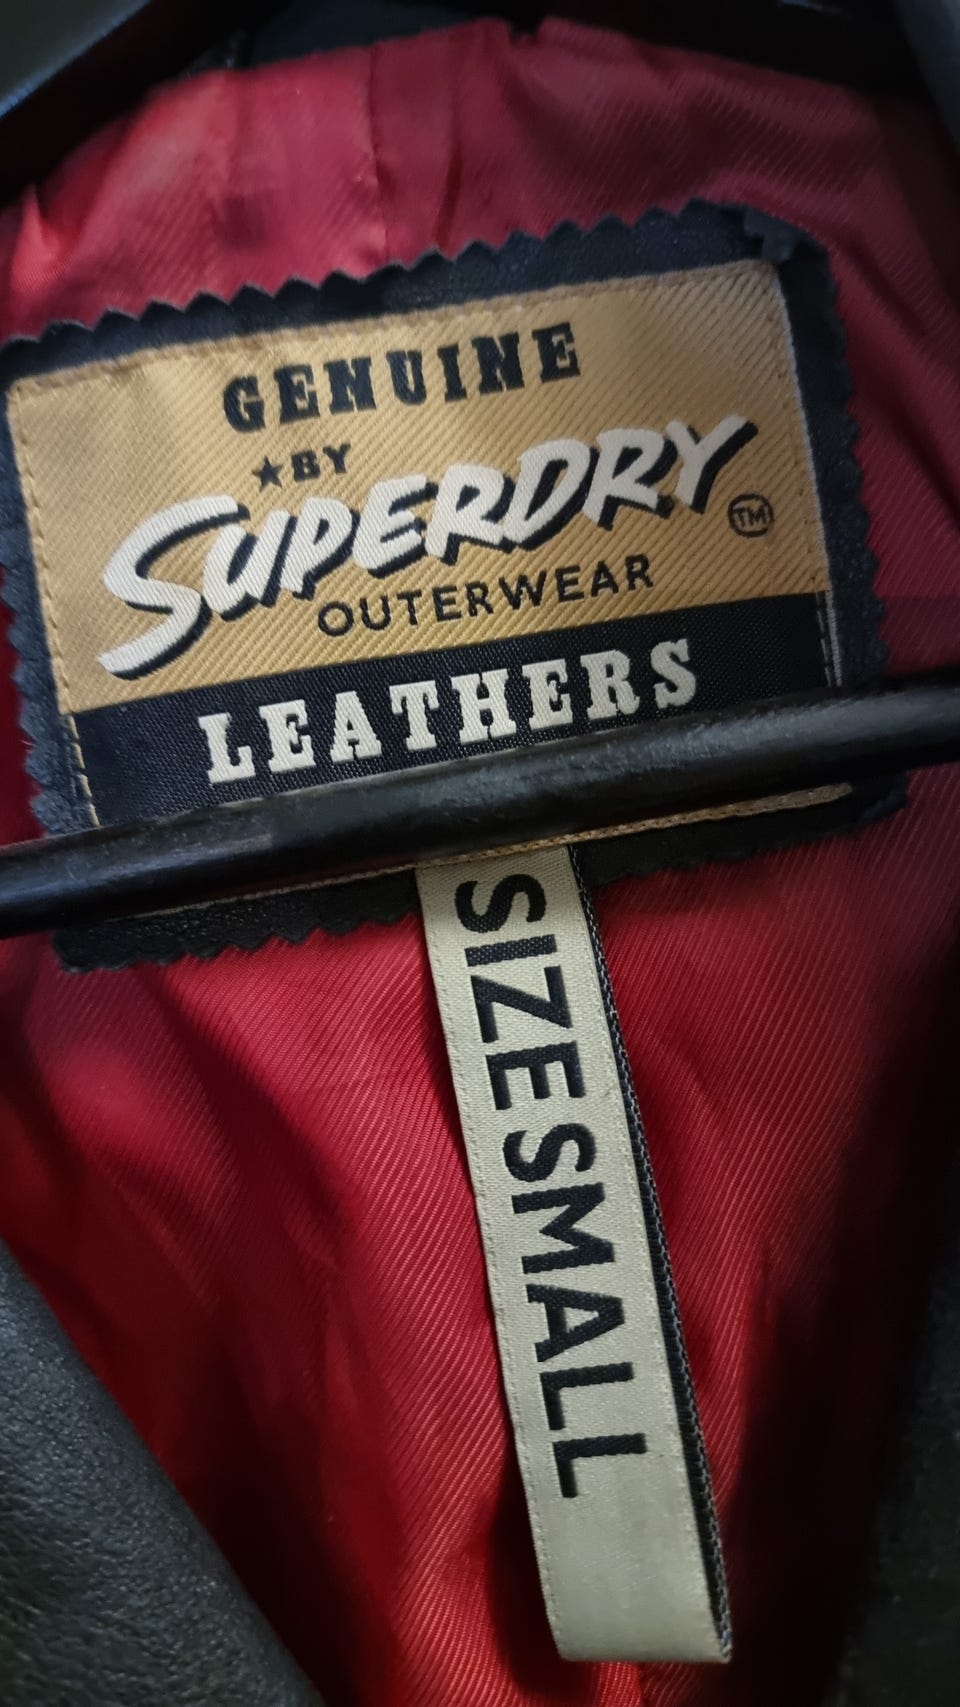 GENUINE
★BY
SUPERDRY
TM
OUTERWEAR
LEATHERS
SIZE SMALL